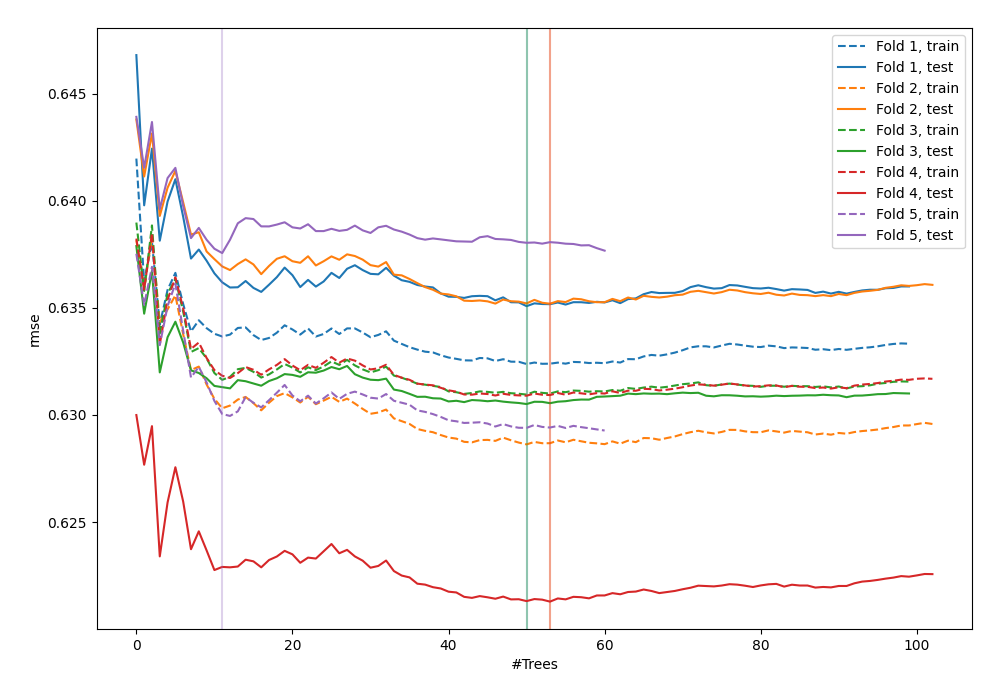 Fold 1, train
Fold 1, test
Fold 2, train
Fold 2, test
Fold 3, train
Fold 3, test
Fold 4, train
Fold 4, test
Fold 5, train
Fold 5, test
rmse
0.645
0.640
0.635
0.630
0.625
0 20 40 60 80 100
#Trees